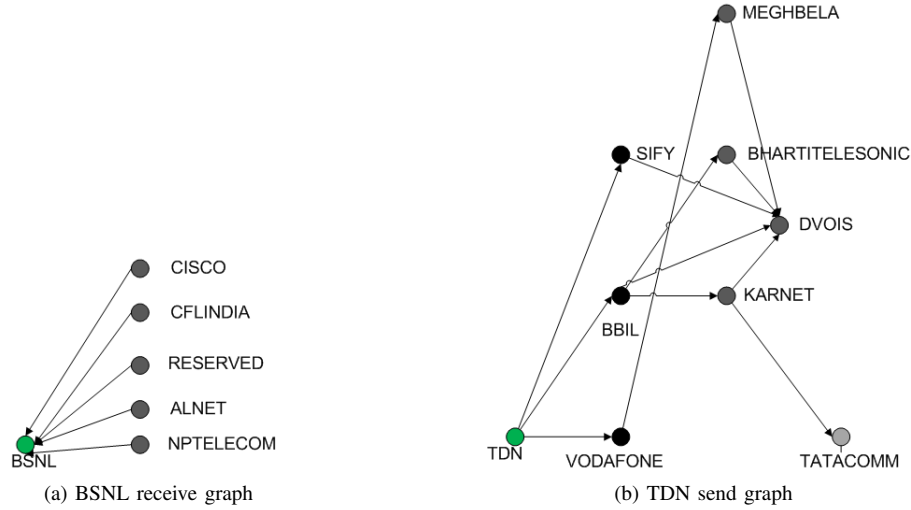 CISCO
CFLINDIA
RESERVED
ALNET
NPTELECOM
BSNL
(a) BSNL receive graph
MEGHBELA
SIFY
BHARTITELESONIC
DVOIS
KARNET
BBIL
TDN
VODAFONE
TATACOMM
(b) TDN send graph